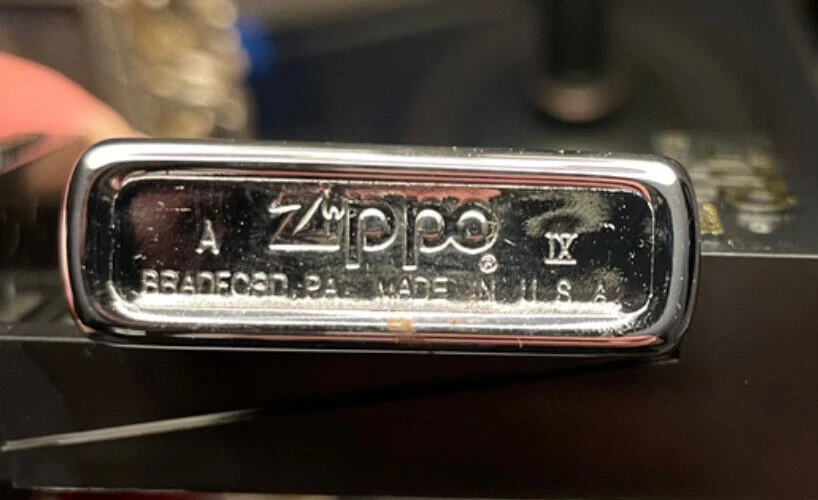 A Zippo ® IX
BRADFORD, PA. MADE IN U.S.A.